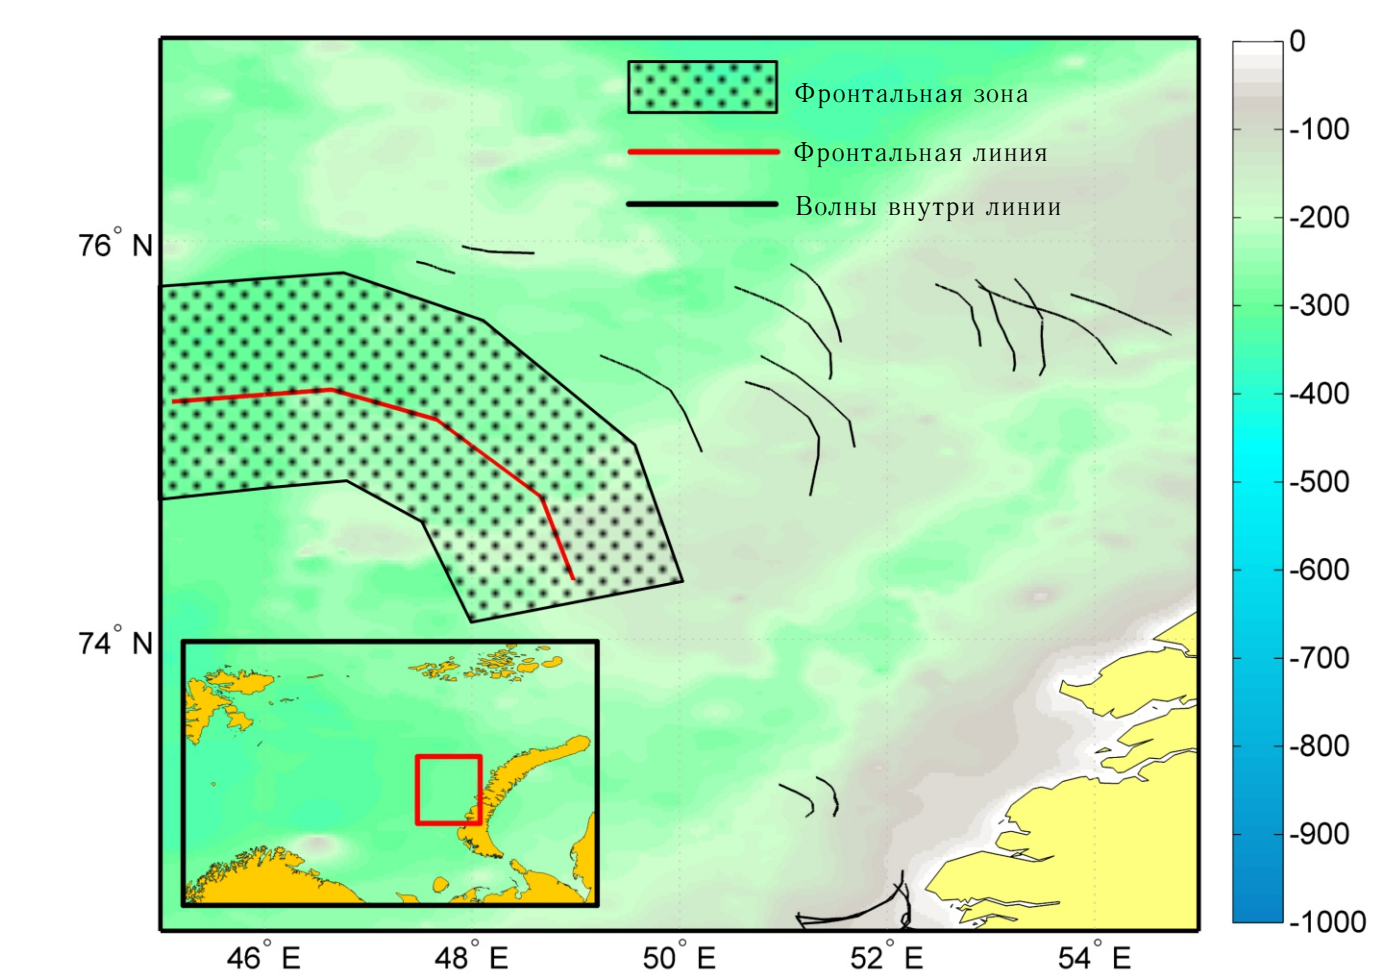 Фронтальная зона
Фронтальная линия
Волны внутри линии
76° N
74° N
46° E
48° E
50° E
52° E
54° E
0
-100
-200
-300
-400
-500
-600
-700
-800
-900
-1000